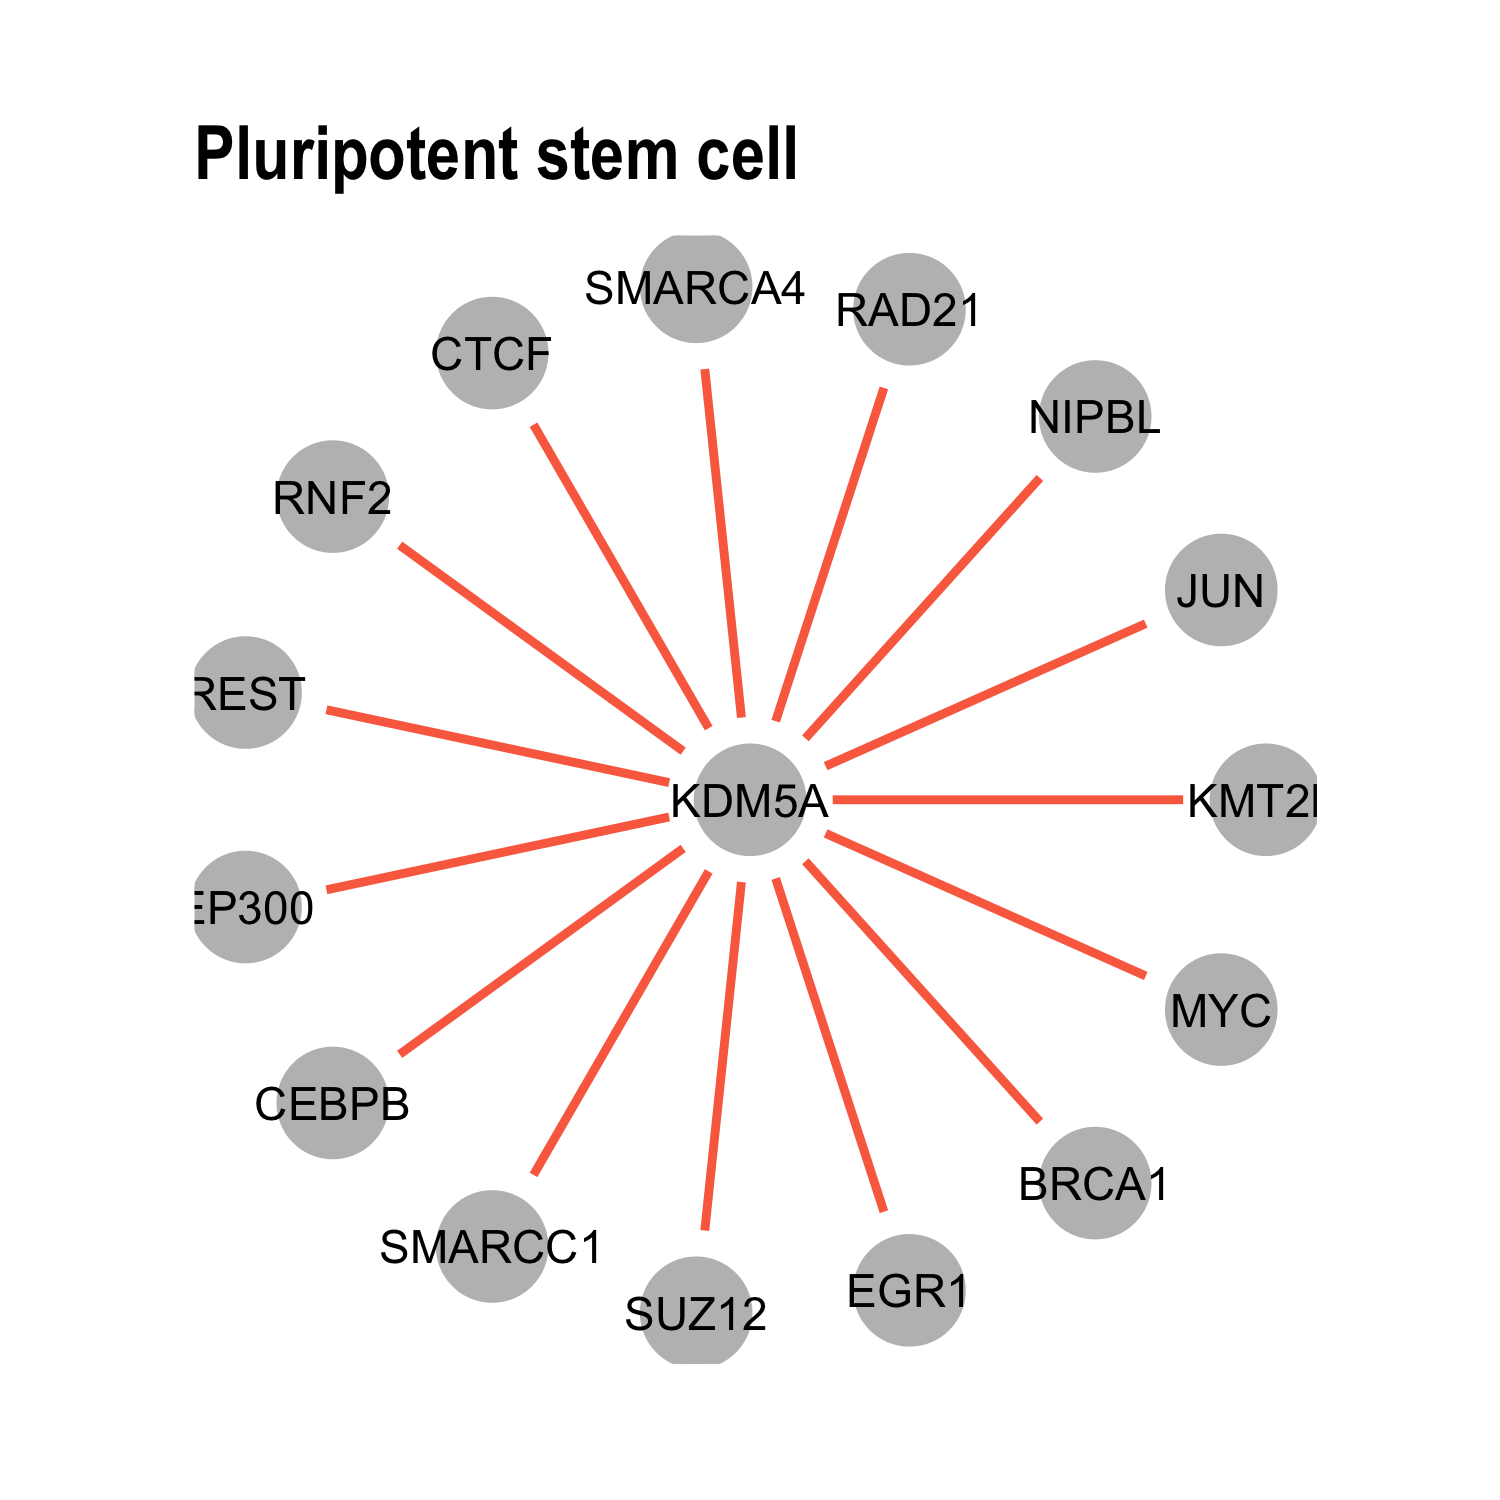 Pluripotent stem cell
SMARCA4
RAD21
CTCF
NIPBL
RNF2
JUN
REST
KDM5A
EP300
MYC
CEBPB
BRCA1
SMARCC1
EGR1
SUZ12